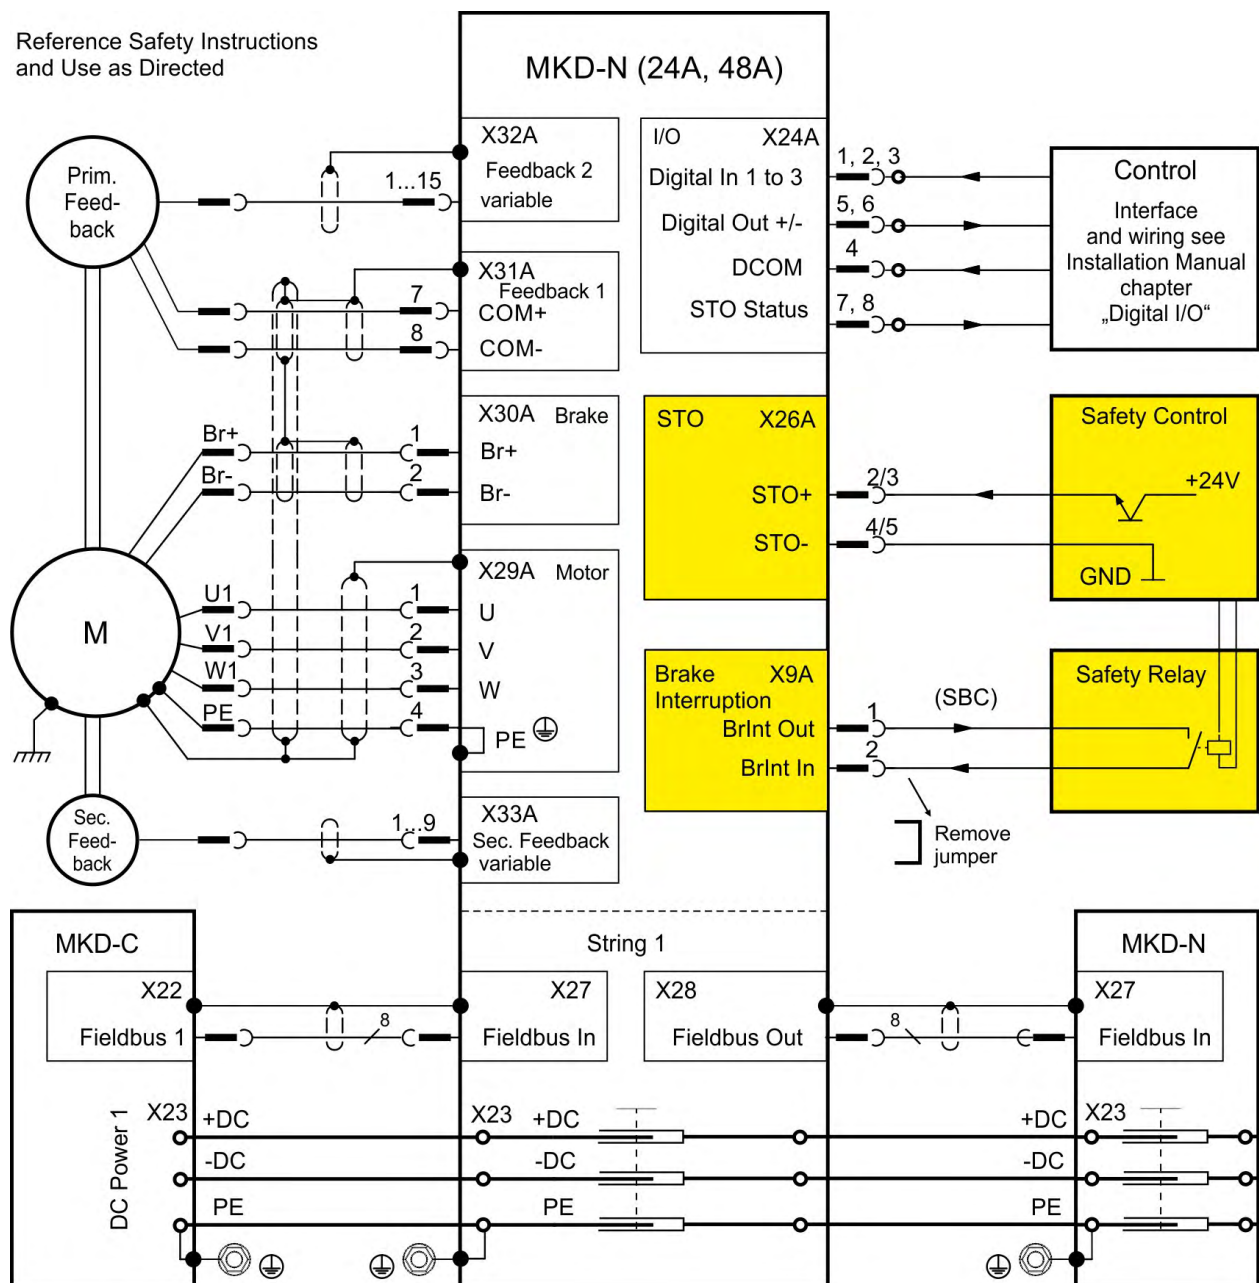 Reference Safety Instructions
and Use as Directed
MKD-N (24A, 48A)
Prim.
Feed-
back
1...15
X32A
Feedback 2
variable
7
8
X31A
Feedback 1
COM+
COM-
Br+
Br-
1
2
X30A Brake
Br+
Br-
M
U1
V1
W1
PE
1
2
3
4
X29A Motor
U
V
W
PE
Sec.
Feed-
back
1...9
X33A
Sec. Feedback
variable
I/O X24A
Digital In 1 to 3
Digital Out +/-
DCOM
STO Status
1, 2, 3
5, 6
4
7, 8
Control
Interface
and wiring see
Installation Manual
chapter
„Digital I/O“
STO X26A
STO+
STO-
2/3
4/5
Safety Control
+24V
GND
Brake X9A
Interruption
BrInt Out
BrInt In
1
2
(SBC)
Safety Relay
Remove
jumper
MKD-C
String 1
MKD-N
X22
Fieldbus 1
8
X27
Fieldbus In
X28
Fieldbus Out
8
X27
Fieldbus In
DC Power 1
X23 +DC X23 +DC +DC X23
-DC -DC -DC
PE PE PE